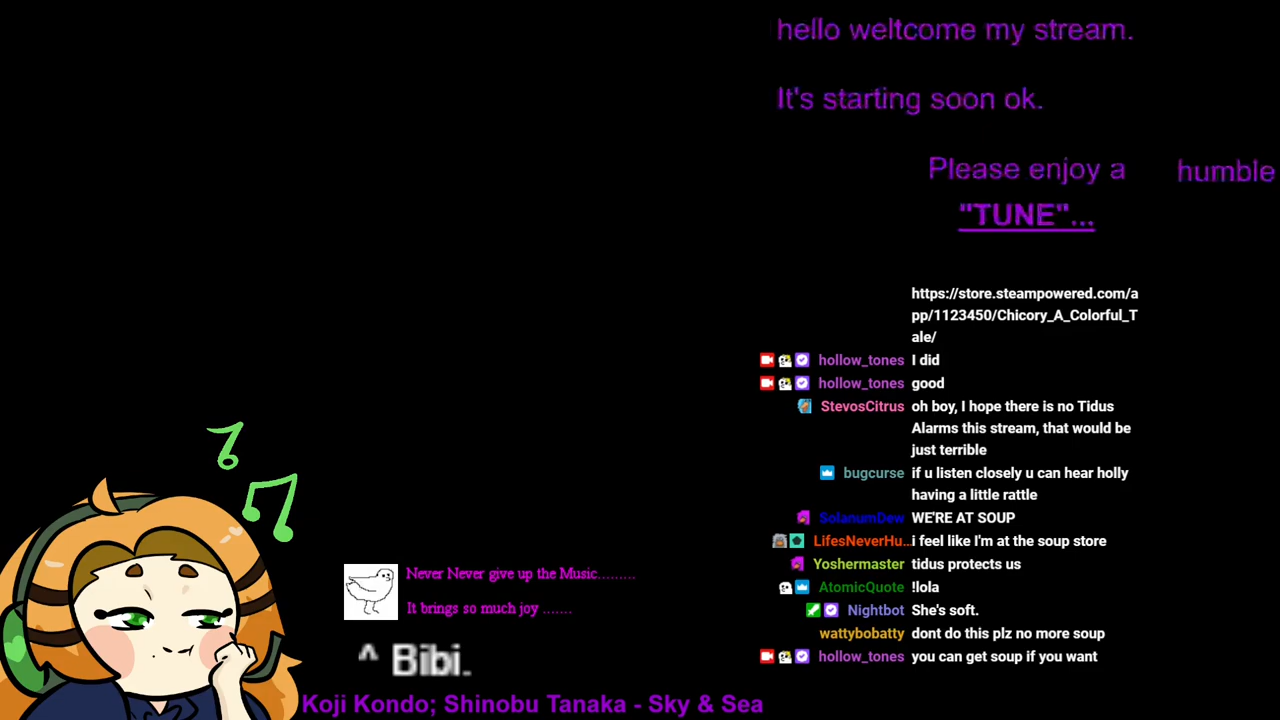 hello weltcome my stream.
It's starting soon ok.
Please enjoy a humble
"TUNE"...
https://store.steampowered.com/a
pp/1123450/Chicory_A_Colorful_T
ale/
hollow_tones I did
hollow_tones good
StevosCitrus oh boy, I hope there is no Tidus
Alarms this stream, that would be
just terrible
bugcurse if u listen closely u can hear holly
having a little rattle
SolanumDew WE'RE AT SOUP
LifesNeverHu... i feel like I'm at the soup store
Yoshermaster tidus protects us
AtomicQuote !lola
Nightbot She's soft.
wattybobatty dont do this plz no more soup
hollow_tones you can get soup if you want
Never Never give up the Music.........
It brings so much joy .......
^ Bibi.
Koji Kondo; Shinobu Tanaka - Sky & Sea